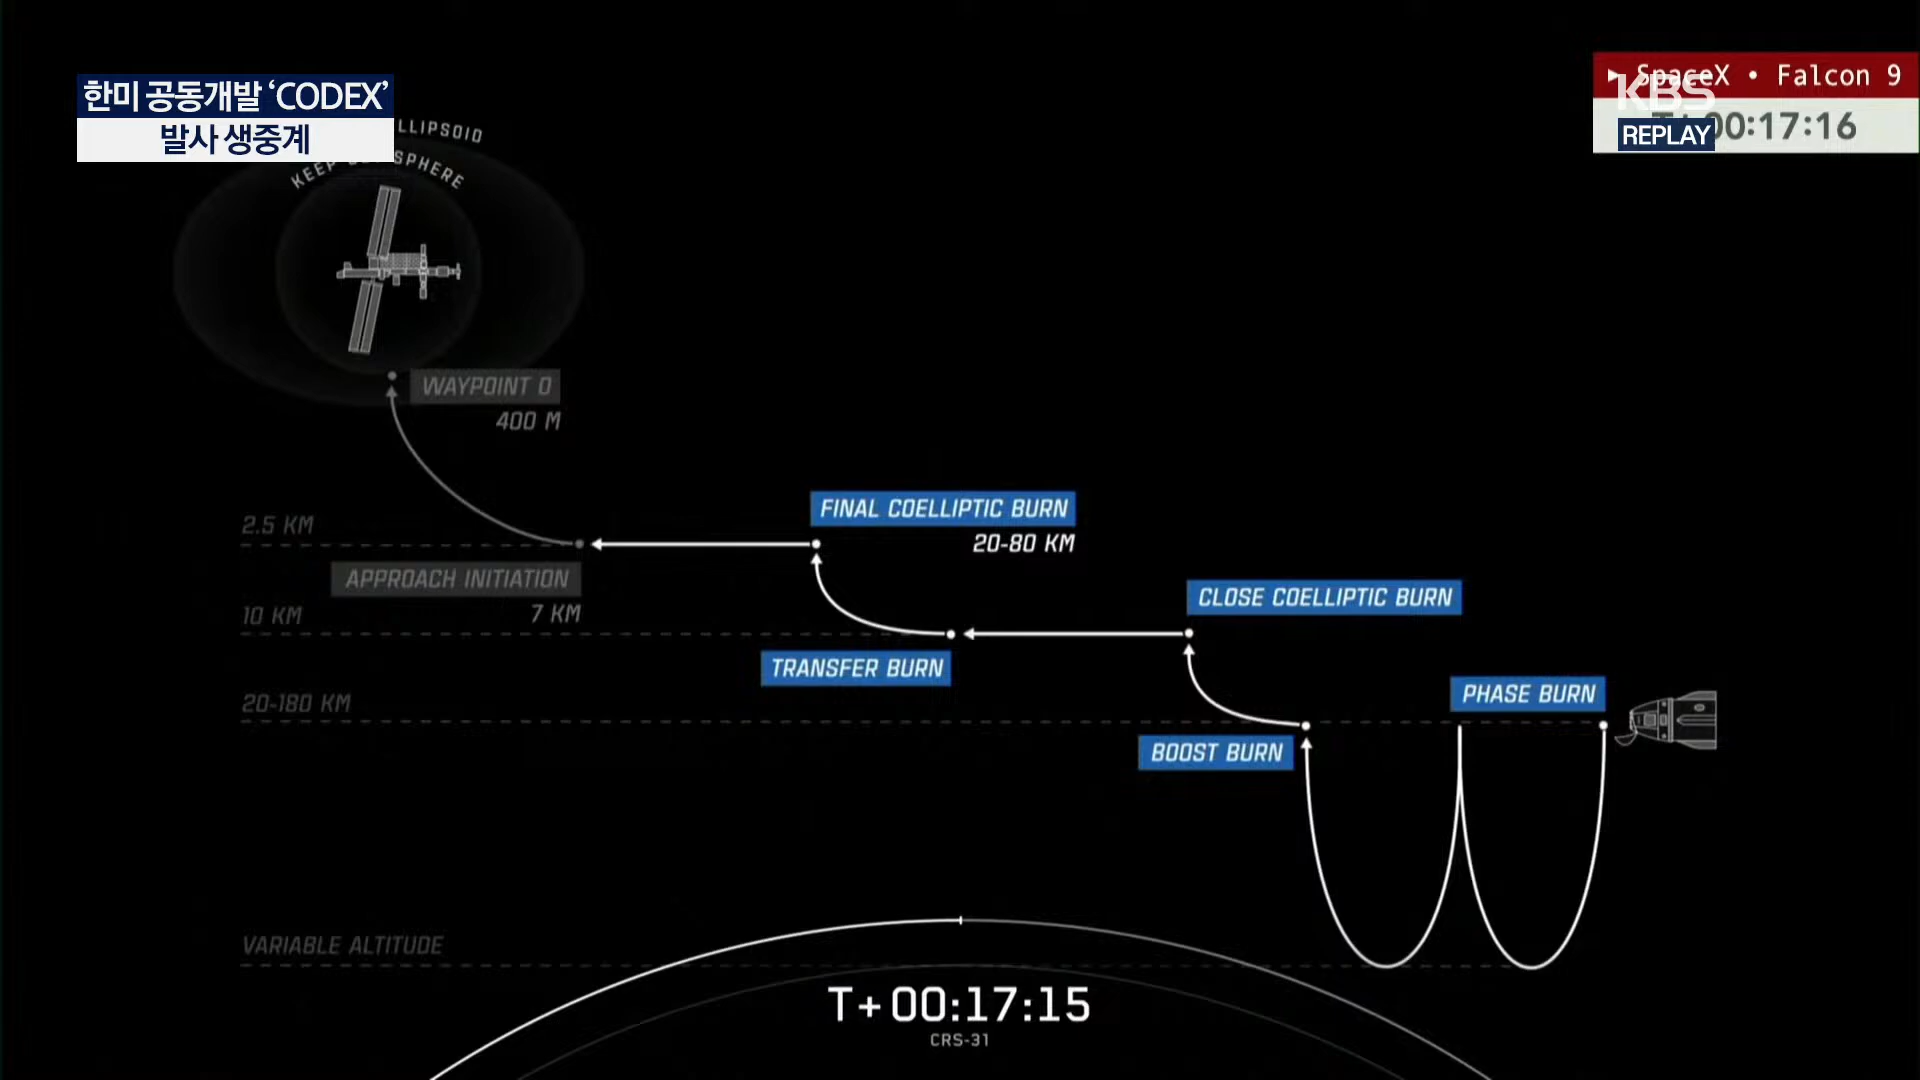 한미 공동개발 ‘CODEX’
발사 생중계
SpaceX • Falcon 9
KBS
REPLAY
00:17:16
LLIPSOID
KEEP
SPHERE
WAYPOINT 0
400 M
FINAL COELLIPTIC BURN
20-80 KM
2.5 KM
APPROACH INITIATION
7 KM
CLOSE COELLIPTIC BURN
10 KM
TRANSFER BURN
PHASE BURN
20-180 KM
BOOST BURN
VARIABLE ALTITUDE
T+00:17:15
CRS-31